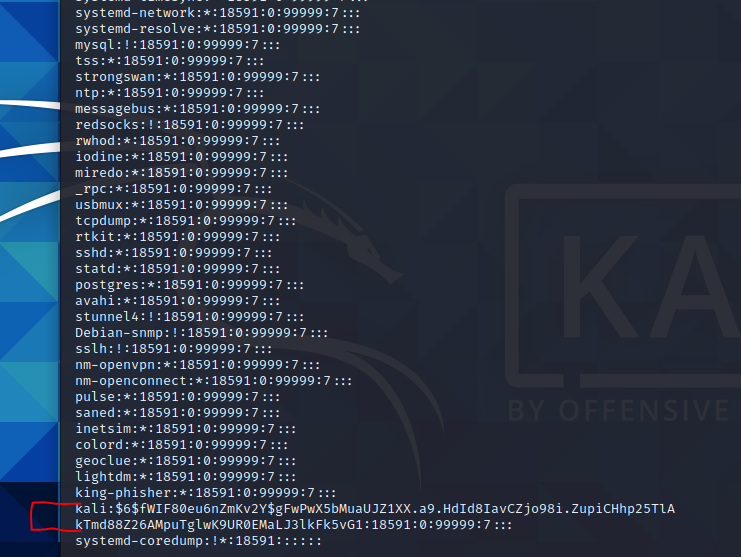 systemd-network:*:18591:0:99999:7:::
systemd-resolve:*:18591:0:99999:7:::
mysql:!:18591:0:99999:7:::
tss:*:18591:0:99999:7:::
strongswan:*:18591:0:99999:7:::
ntp:*:18591:0:99999:7:::
messagebus:*:18591:0:99999:7:::
redsocks:!:18591:0:99999:7:::
rwhod:*:18591:0:99999:7:::
iodine:*:18591:0:99999:7:::
miredo:*:18591:0:99999:7:::
_rpc:*:18591:0:99999:7:::
usbmux:*:18591:0:99999:7:::
tcpdump:*:18591:0:99999:7:::
rtkit:*:18591:0:99999:7:::
sshd:*:18591:0:99999:7:::
statd:*:18591:0:99999:7:::
postgres:*:18591:0:99999:7:::
avahi:*:18591:0:99999:7:::
stunnel4:!:18591:0:99999:7:::
Debian-snmp:!:18591:0:99999:7:::
sslh:!:18591:0:99999:7:::
nm-openvpn:*:18591:0:99999:7:::
nm-openconnect:*:18591:0:99999:7:::
pulse:*:18591:0:99999:7:::
saned:*:18591:0:99999:7:::
inetsim:*:18591:0:99999:7:::
colord:*:18591:0:99999:7:::
geoclue:*:18591:0:99999:7:::
lightdm:*:18591:0:99999:7:::
king-phisher:*:18591:0:99999:7:::
kali:$6$fWIF80eu6nZmKv2Y$gFwPwX5bMuaUJZ1XX.a9.HdId8IavCZjo98i.ZupiCHhp25TlA
kTmd88Z26AMpuTglwK9UR0EMaLJ3lkFk5vG1:18591:0:99999:7:::
systemd-coredump:!*:18591::::::
KA
BY OFFENSIVE